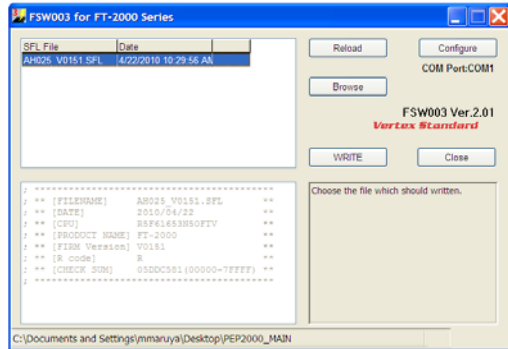 FSW003 for FT-2000 Series
SFL File Date
AH025_V0151.SFL 4/22/2010 10:29:56 AM
Reload
Configure
COM Port:COM1
Browse
FSW003 Ver.2.01
Vertex Standard
WRITE
Close
; *******************************************
; ** [FILENAME] AH025_V0151.SFL **
; ** [DATE] 2010/04/22 **
; ** [CPU] R5F61653N50FTV **
; ** [PRODUCT NAME] FT-2000 **
; ** [FIRM Version] V0151 **
; ** [R code] R **
; ** [CHECK SUM] 05DDC581(00000-7FFFF) **
; *******************************************
Choose the file which should written.
C:\Documents and Settings\mmaruya\Desktop\PEP2000_MAIN